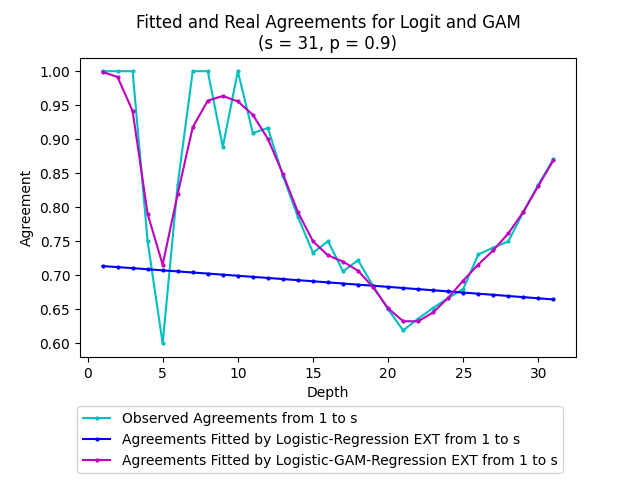 Fitted and Real Agreements for Logit and GAM
(s = 31, p = 0.9)
1.00
0.95
0.90
0.85
0.80
0.75
0.70
0.65
0.60
Agreement
0 5 10 15 20 25 30
Depth
Observed Agreements from 1 to s
Agreements Fitted by Logistic-Regression EXT from 1 to s
Agreements Fitted by Logistic-GAM-Regression EXT from 1 to s